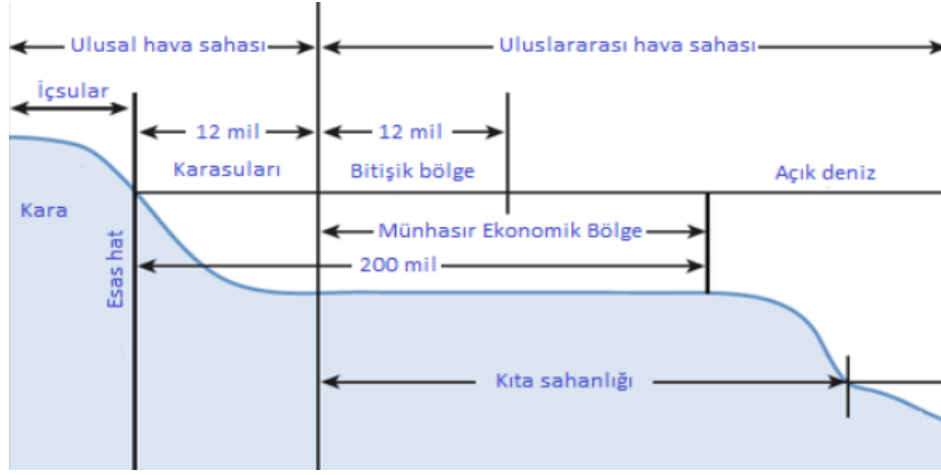 Ulusal hava sahası
Uluslararası hava sahası
İçsular
12 mil
12 mil
Karasuları
Bitişik bölge
Açık deniz
Kara
Münhasır Ekonomik Bölge
Esas hat
200 mil
Kıta sahanlığı